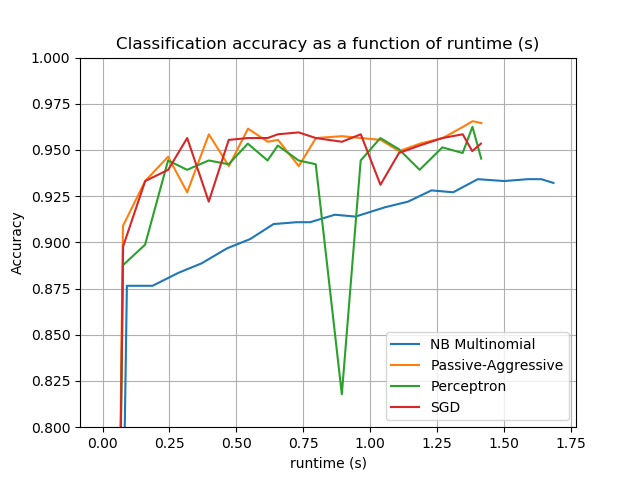 Classification accuracy as a function of runtime (s)
1.000
0.975
0.950
0.925
0.900
0.875
0.850
0.825
0.800
Accuracy
NB Multinomial
Passive-Aggressive
Perceptron
SGD
0.00 0.25 0.50 0.75 1.00 1.25 1.50 1.75
runtime (s)